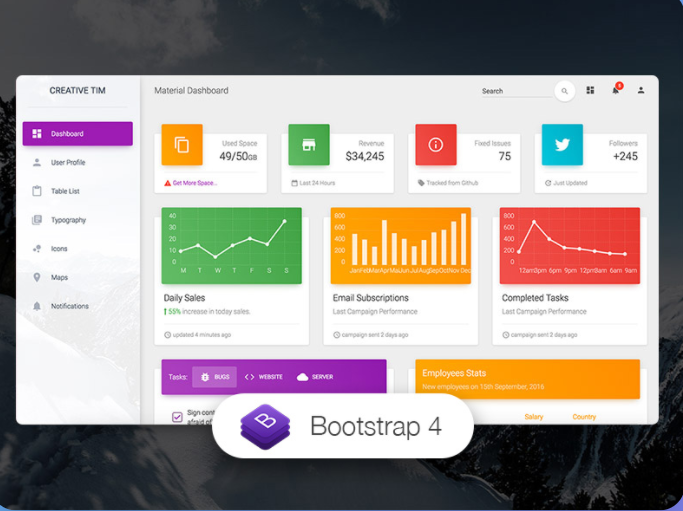 CREATIVE TIM
Dashboard
User Profile
Table List
Typography
Icons
Maps
Notifications
Material Dashboard
Search
5
Used Space
49/50GB
Get More Space...
Revenue
$34,245
Last 24 Hours
Fixed Issues
75
Tracked from Github
Followers
+245
Just Updated
40
30
20
10
0
M T W T F S S
Daily Sales
55% increase in today sales.
updated 4 minutes ago
800
600
400
200
0
JanFebMarAprMaiJunJulAugSepOctNov Dec
Email Subscriptions
Last Campaign Performance
campaign sent 2 days ago
800
600
400
200
0
12am3pm 6pm 9pm 12pm3am 6am 9am
Completed Tasks
Last Campaign Performance
campaign sent 2 days ago
Tasks: BUGS WEBSITE SERVER
Sign
afraid of
Employees Stats
New employees on 15th September, 2016
Salary Country
B
Bootstrap 4